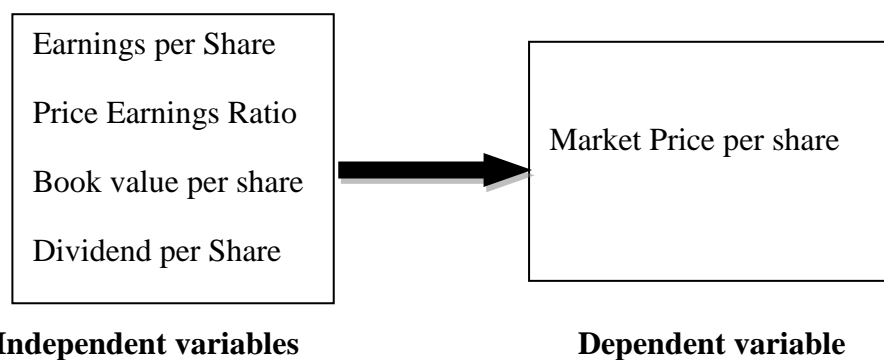 Earnings per Share
Price Earnings Ratio
Book value per share
Dividend per Share
Market Price per share
Independent variables
Dependent variable